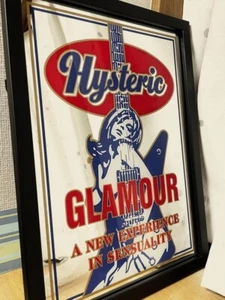 Hysteric
GLAMOUR
A NEW EXPERIENCE
IN SENSUALITY